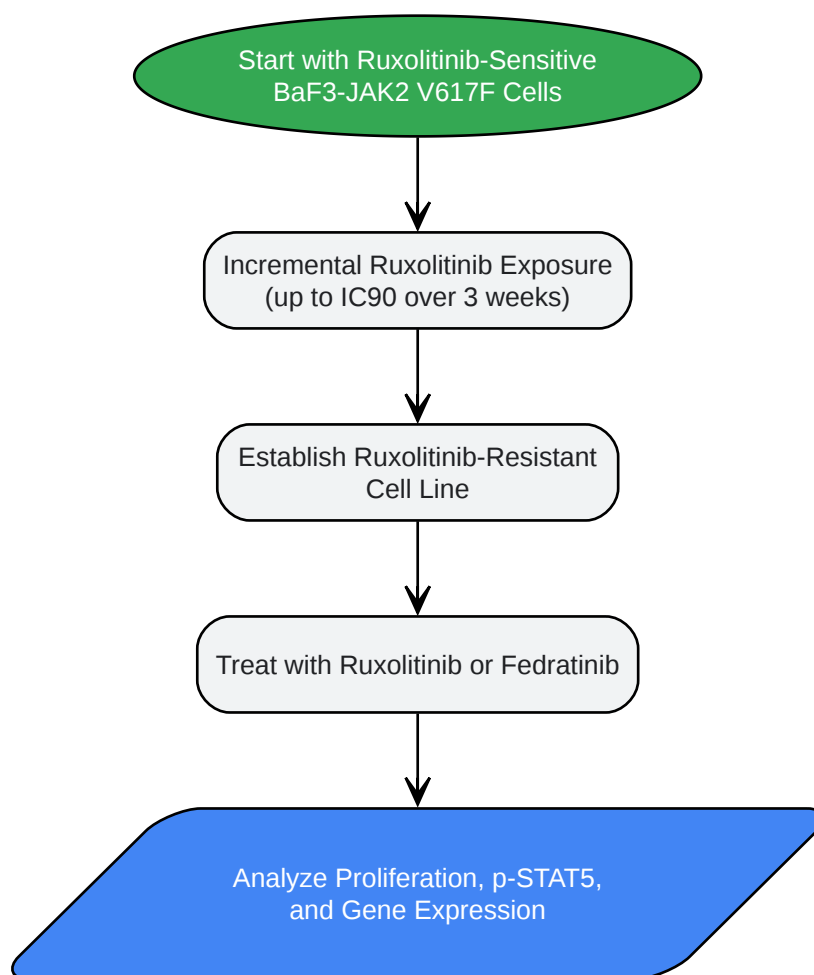 Start with Ruxolitinib-Sensitive
BaF3-JAK2 V617F Cells
Incremental Ruxolitinib Exposure
(up to IC90 over 3 weeks)
Establish Ruxolitinib-Resistant
Cell Line
Treat with Ruxolitinib or Fedratinib
Analyze Proliferation, p-STAT5,
and Gene Expression